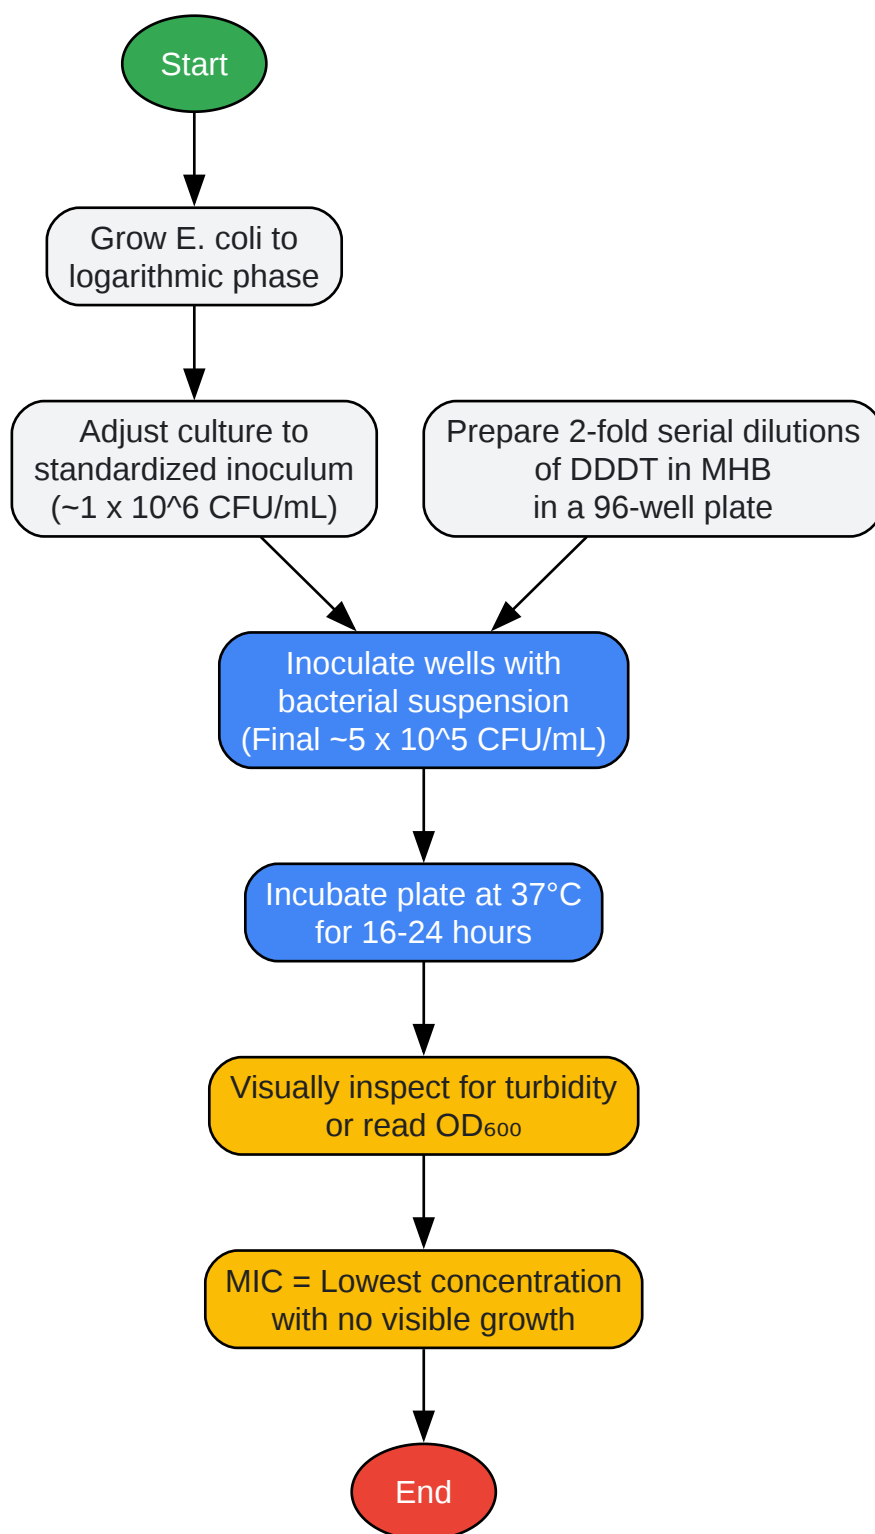 Start
Grow E. coli to
logarithmic phase
Adjust culture to
standardized inoculum
(~1 x 10^6 CFU/mL)
Prepare 2-fold serial dilutions
of DDDT in MHB
in a 96-well plate
Inoculate wells with
bacterial suspension
(Final ~5 x 10^5 CFU/mL)
Incubate plate at 37°C
for 16-24 hours
Visually inspect for turbidity
or read OD₆₀₀
MIC = Lowest concentration
with no visible growth
End